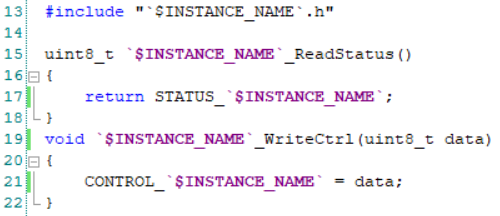 13 #include "`$INSTANCE_NAME`.h"
14
15 uint8_t `$INSTANCE_NAME`_ReadStatus()
16 {
17     return STATUS_`$INSTANCE_NAME`;
18 }
19 void `$INSTANCE_NAME`_WriteCtrl(uint8_t data)
20 {
21     CONTROL_`$INSTANCE_NAME` = data;
22 }